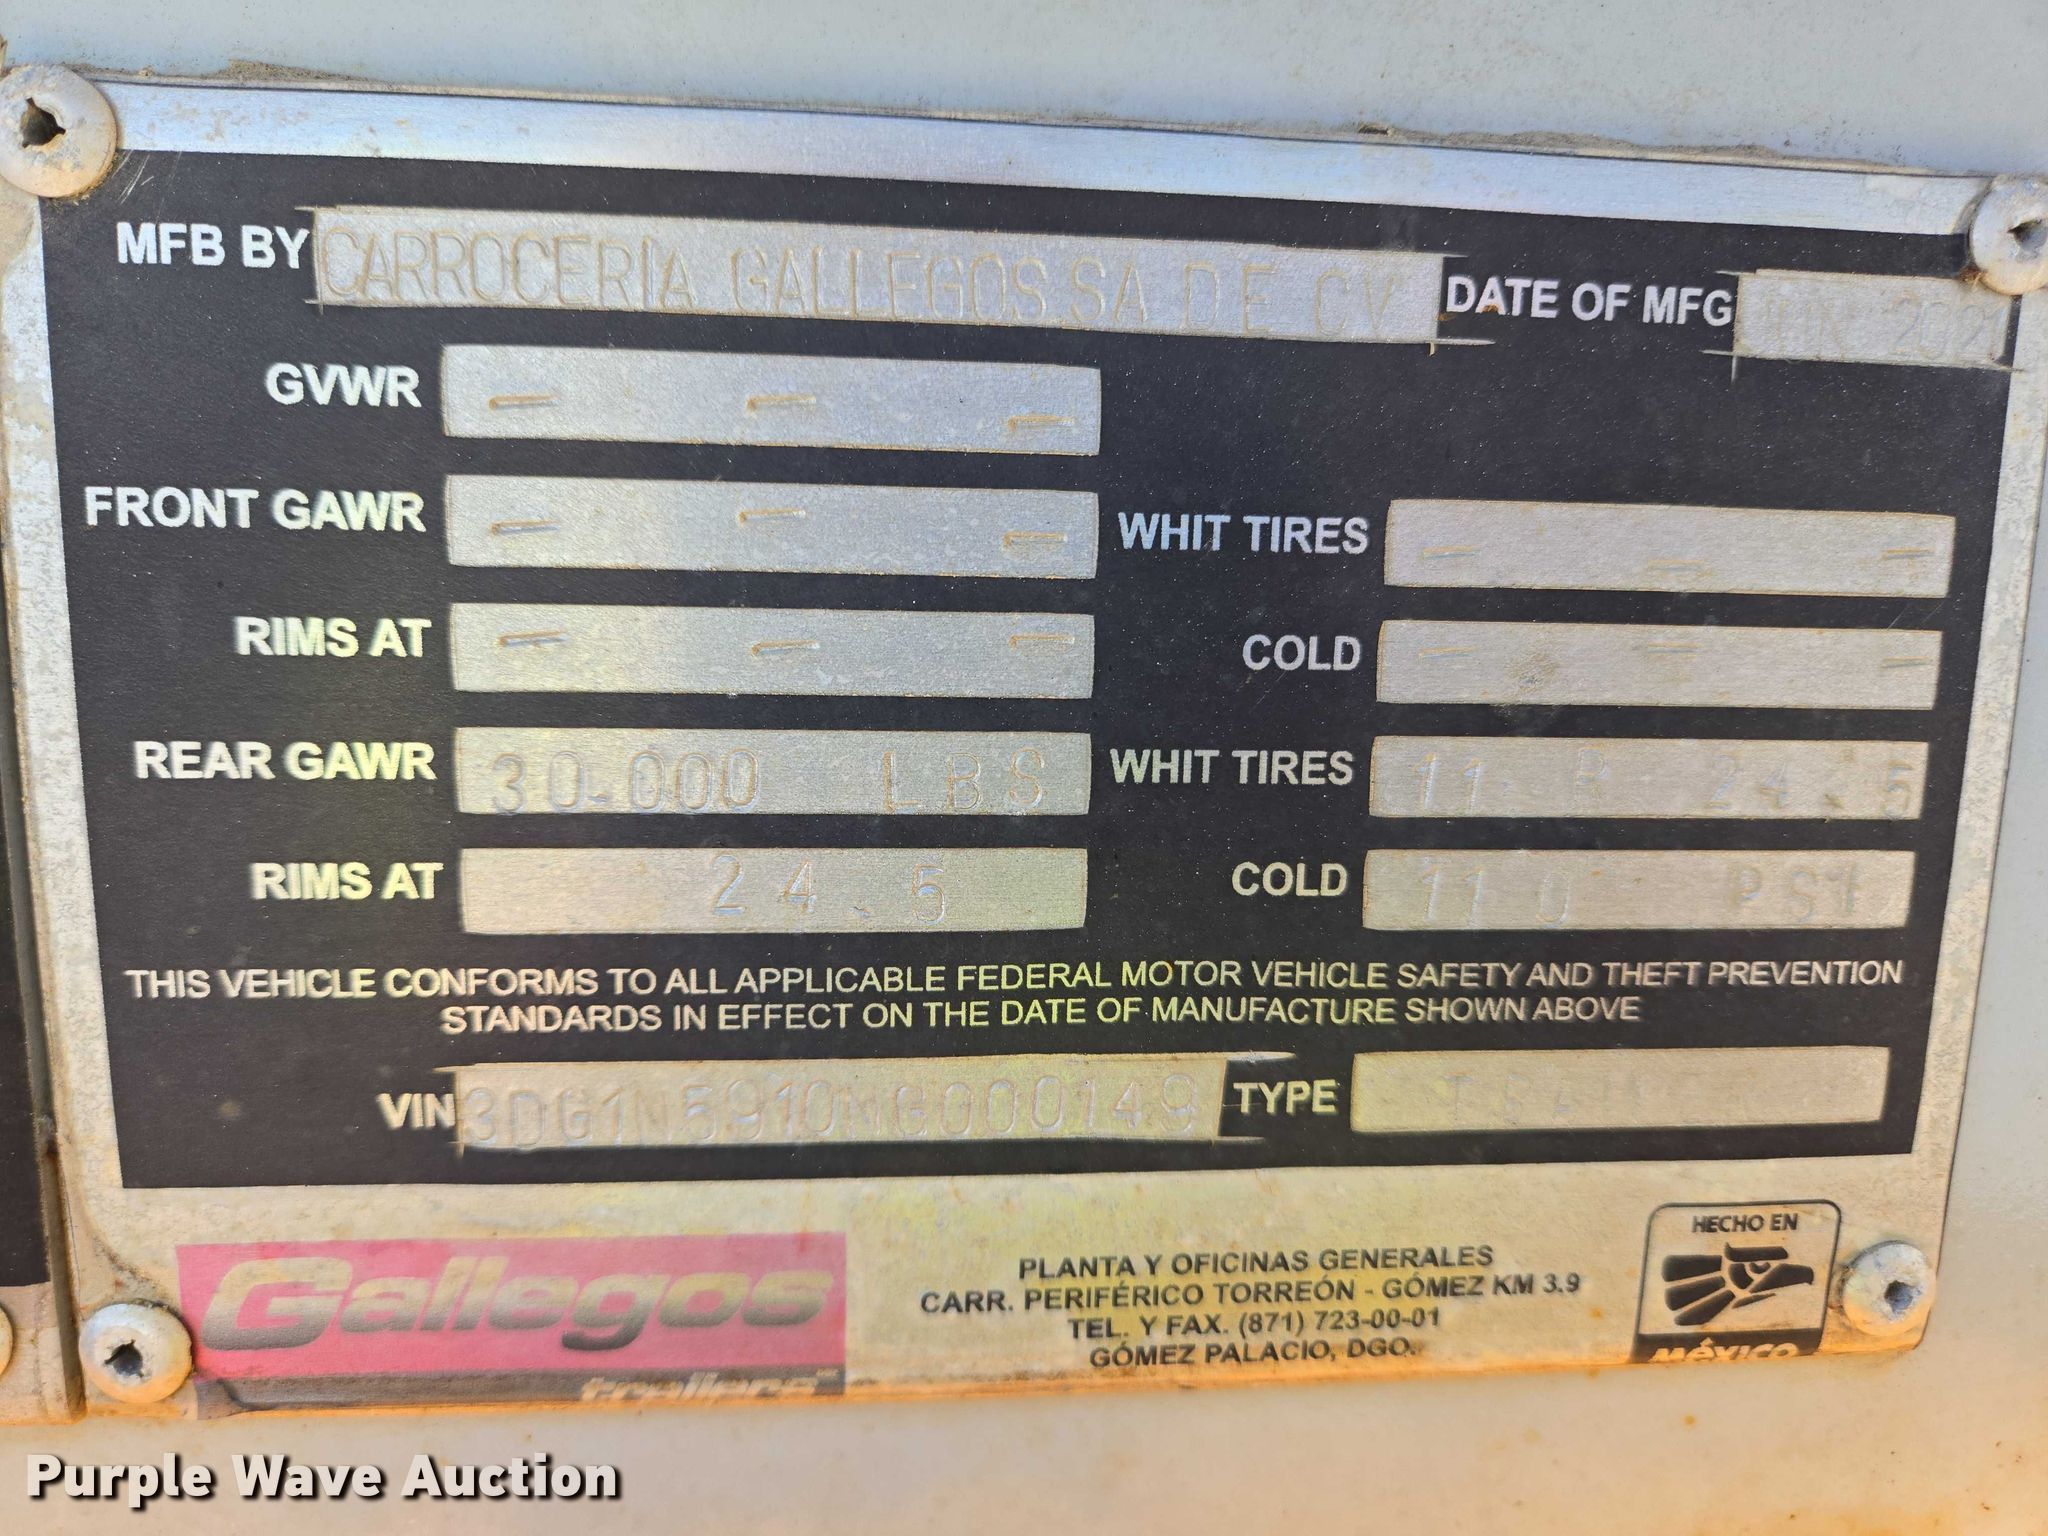 MFB BY CARROCERIA GALLEGOS SA DE CV DATE OF MFG 2021
GVWR - - -
FRONT GAWR - - - WHIT TIRES - - -
RIMS AT - - - COLD - - -
REAR GAWR 30.000 LBS WHIT TIRES 11 R 24.5
RIMS AT 24.5 COLD 110 PSI
THIS VEHICLE CONFORMS TO ALL APPLICABLE FEDERAL MOTOR VEHICLE SAFETY AND THEFT PREVENTION
STANDARDS IN EFFECT ON THE DATE OF MANUFACTURE SHOWN ABOVE
VIN 3DG1N5910NG000149 TYPE
Gallegos
trailers
PLANTA Y OFICINAS GENERALES
CARR. PERIFÉRICO TORREÓN - GÓMEZ KM 3.9
TEL. Y FAX. (871) 723-00-01
GÓMEZ PALACIO, DGO.
HECHO EN
MÉXICO
Purple Wave Auction